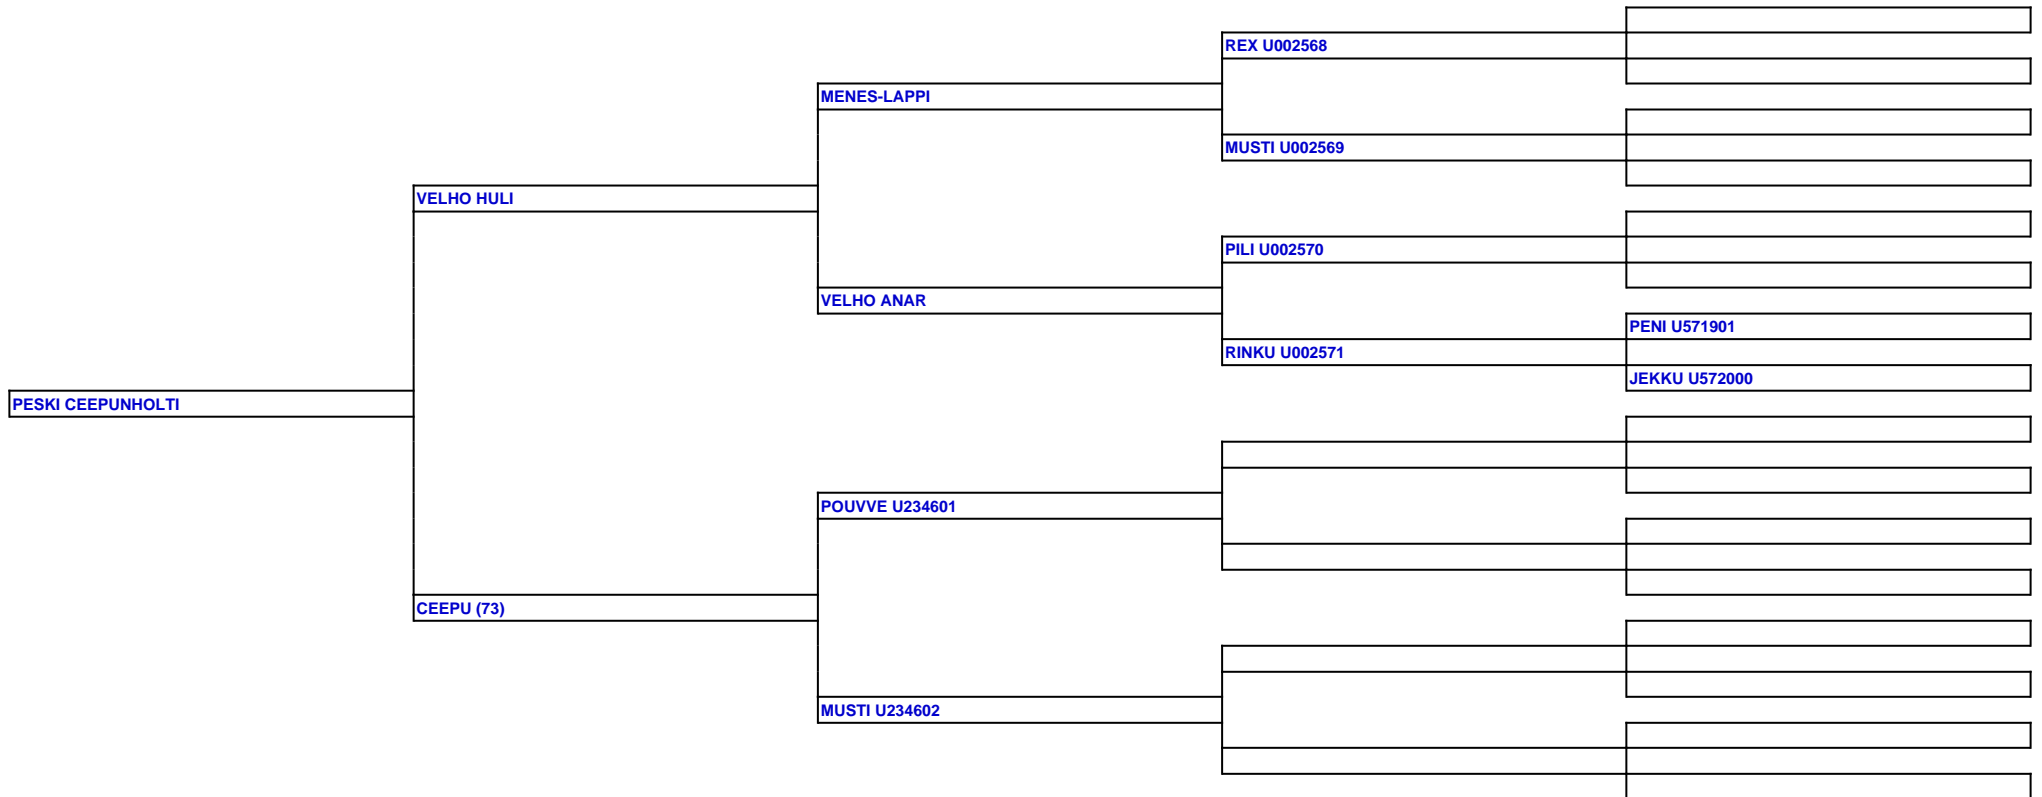 REX U002568
MENES-LAPPI
MUSTI U002569
VELHO HULI
PILI U002570
VELHO ANAR
PENI U571901
RINKU U002571
JEKKU U572000
PESKI CEEPUNHOLTI
POUVVE U234601
CEEPU (73)
MUSTI U234602